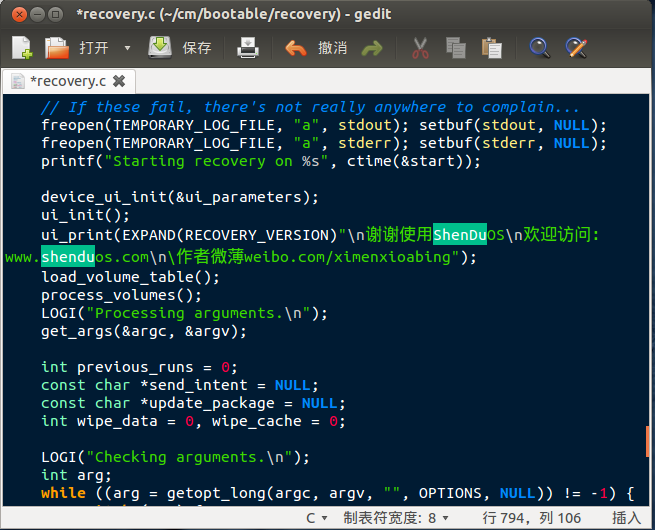 *recovery.c (~/cm/bootable/recovery) - gedit
打开 保存 撤消
*recovery.c
// If these fail, there's not really anywhere to complain...
freopen(TEMPORARY_LOG_FILE, "a", stdout); setbuf(stdout, NULL);
freopen(TEMPORARY_LOG_FILE, "a", stderr); setbuf(stderr, NULL);
printf("Starting recovery on %s", ctime(&start));
device_ui_init(&ui_parameters);
ui_init();
ui_print(EXPAND(RECOVERY_VERSION)"\n谢谢使用ShenDuOS\n欢迎访问:
www.shenduos.com\n\作者微薄weibo.com/ximenxioabing");
load_volume_table();
process_volumes();
LOGI("Processing arguments.\n");
get_args(&argc, &argv);
int previous_runs = 0;
const char *send_intent = NULL;
const char *update_package = NULL;
int wipe_data = 0, wipe_cache = 0;
LOGI("Checking arguments.\n");
int arg;
while ((arg = getopt_long(argc, argv, "", OPTIONS, NULL)) != -1) {
C 制表符宽度: 8 行 794, 列 106 插入